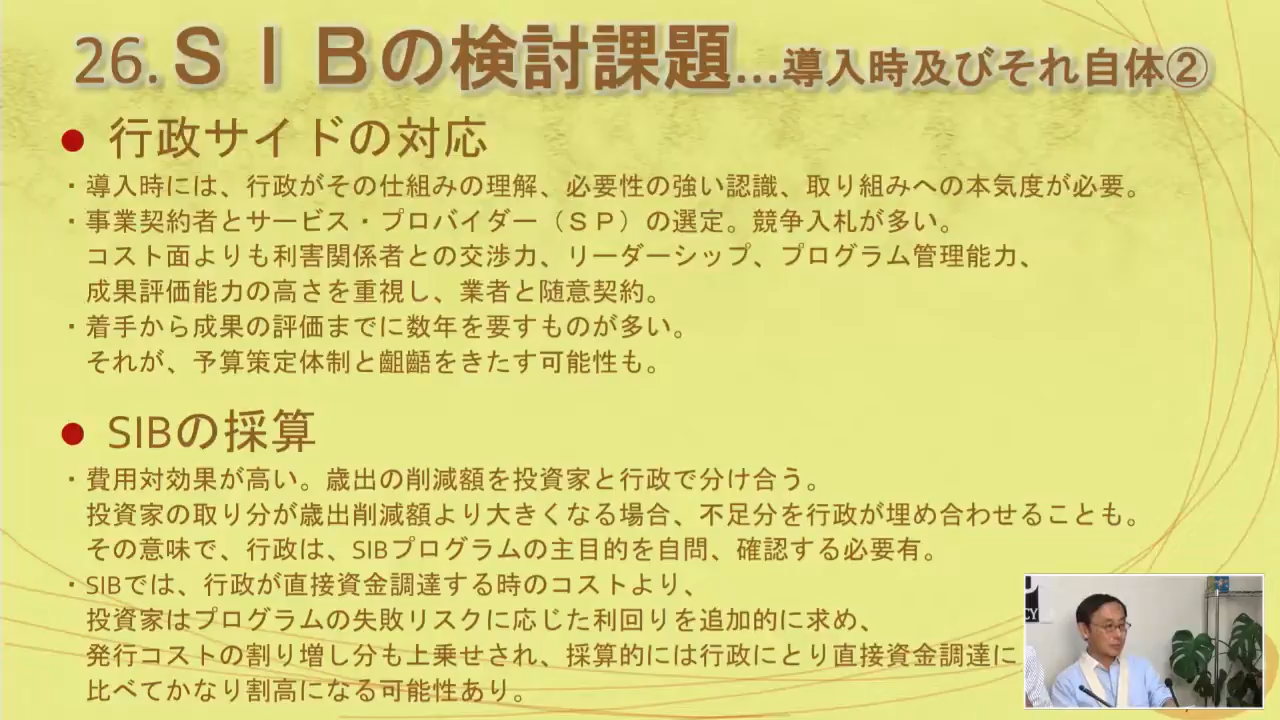 26.ＳＩＢの検討課題…導入時及びそれ自体②
● 行政サイドの対応
・導入時には、行政がその仕組みの理解、必要性の強い認識、取り組みへの本気度が必要。
・事業契約者とサービス・プロバイダー（ＳＰ）の選定。競争入札が多い。
コスト面よりも利害関係者との交渉力、リーダーシップ、プログラム管理能力、
成果評価能力の高さを重視し、業者と随意契約。
・着手から成果の評価までに数年を要すものが多い。
それが、予算策定体制と齟齬をきたす可能性も。
● SIBの採算
・費用対効果が高い。歳出の削減額を投資家と行政で分け合う。
投資家の取り分が歳出削減額より大きくなる場合、不足分を行政が埋め合わせることも。
その意味で、行政は、SIBプログラムの主目的を自問、確認する必要有。
・SIBでは、行政が直接資金調達する時のコストより、
投資家はプログラムの失敗リスクに応じた利回りを追加的に求め、
発行コストの割り増し分も上乗せされ、採算的には行政にとり直接資金調達に
比べてかなり割高になる可能性あり。
CY